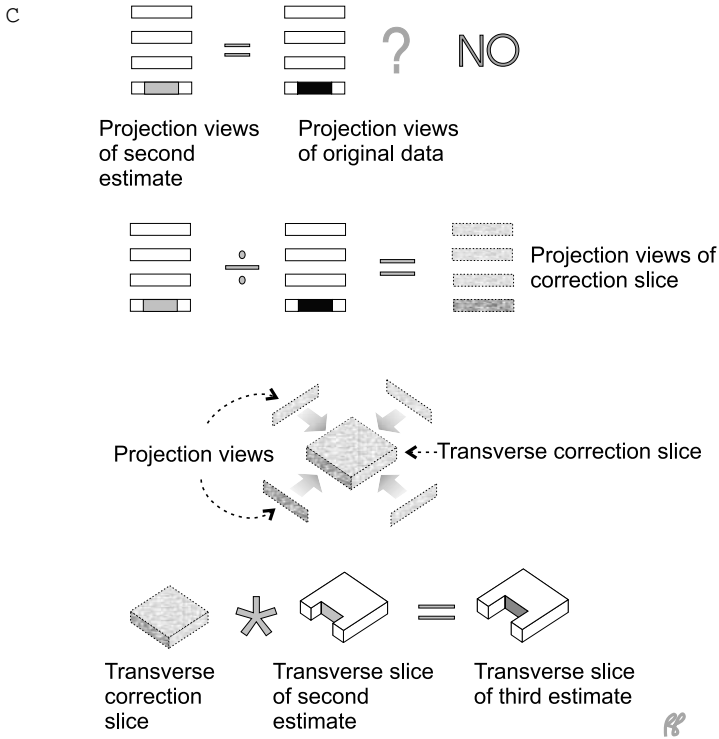 C
= ? NO
Projection views
of second
estimate
Projection views
of original data
÷ =
Projection views of
correction slice
Projection views
Transverse correction slice
* =
Transverse
correction
slice
Transverse slice
of second
estimate
Transverse slice
of third estimate